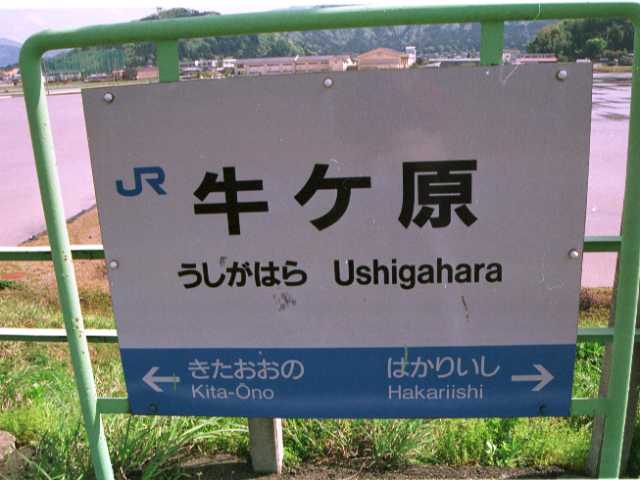 JR 牛ケ原
うしがはら Ushigahara
きたおおの はかりいし
Kita-Ōno Hakariishi